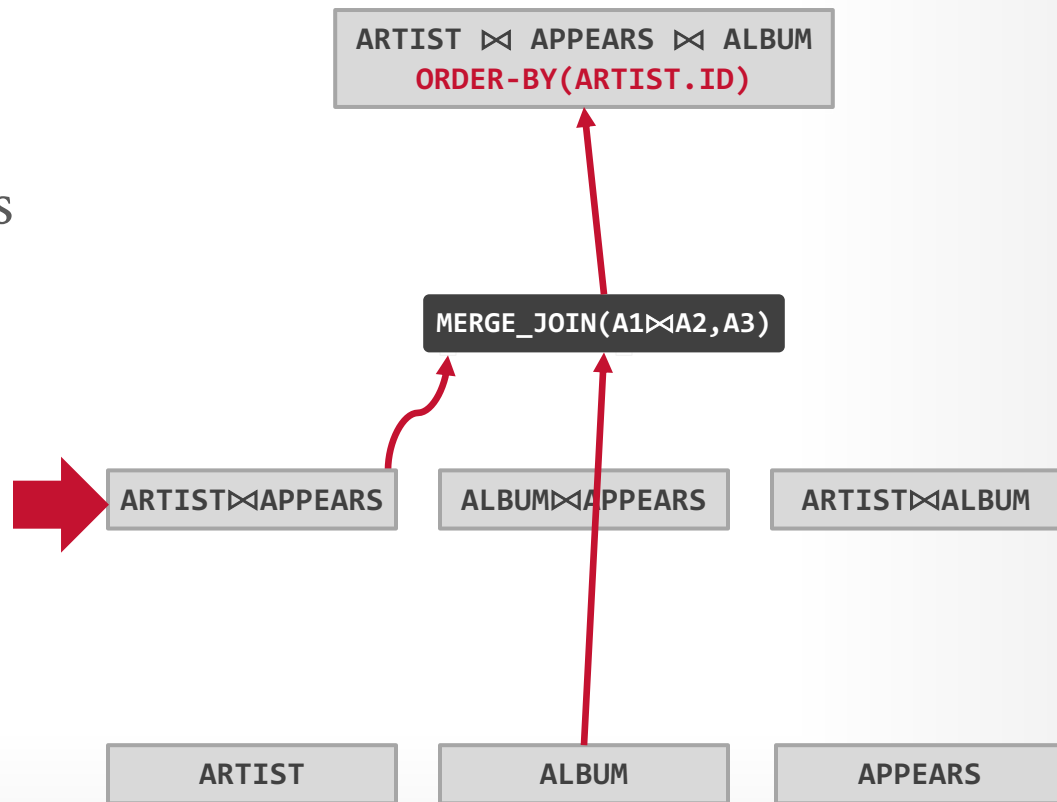 ARTIST ⋈ APPEARS ⋈ ALBUM
ORDER-BY(ARTIST.ID)
s
MERGE_JOIN(A1⋈A2,A3)
ARTIST⋈APPEARS
ALBUM⋈APPEARS
ARTIST⋈ALBUM
ARTIST
ALBUM
APPEARS